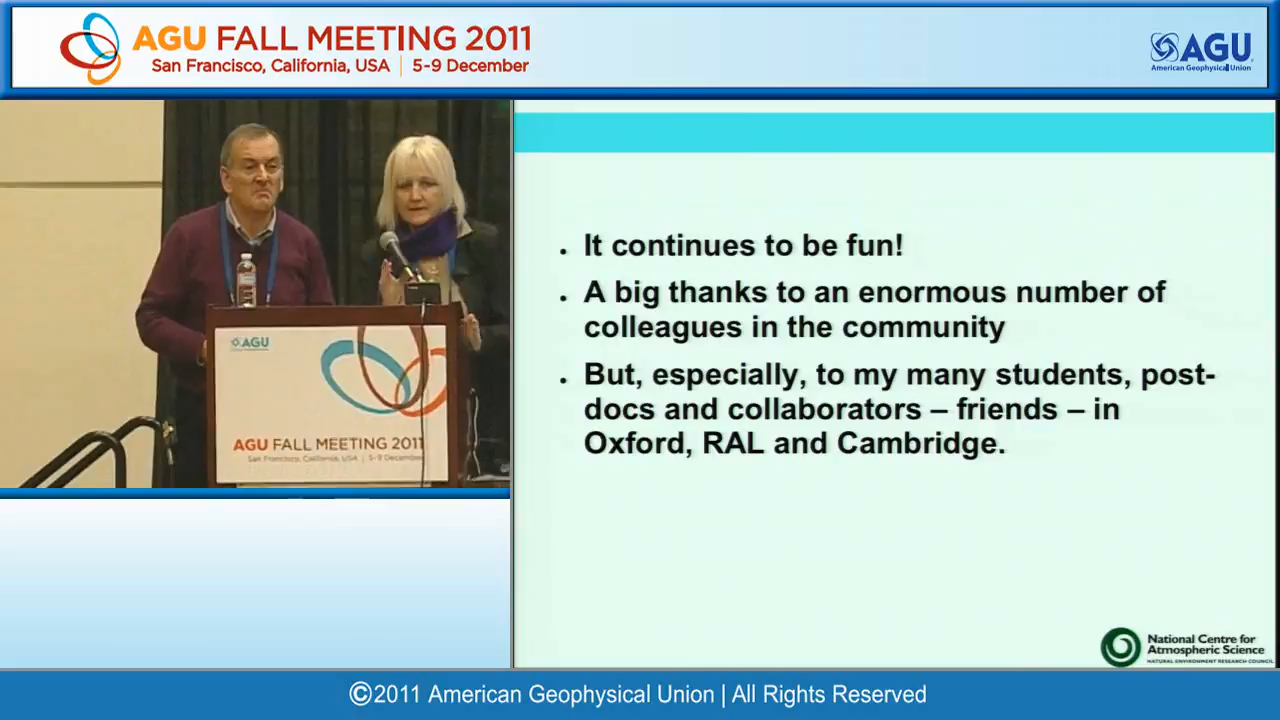 AGU FALL MEETING 2011
San Francisco, California, USA | 5-9 December
AGU
American Geophysical Union
AGU
AGU FALL MEETING 2011
San Francisco, California, USA | 5-9 December
It continues to be fun!
A big thanks to an enormous number of
colleagues in the community
But, especially, to my many students, post-
docs and collaborators – friends – in
Oxford, RAL and Cambridge.
National Centre for
Atmospheric Science
NATURAL ENVIRONMENT RESEARCH COUNCIL
©2011 American Geophysical Union | All Rights Reserved